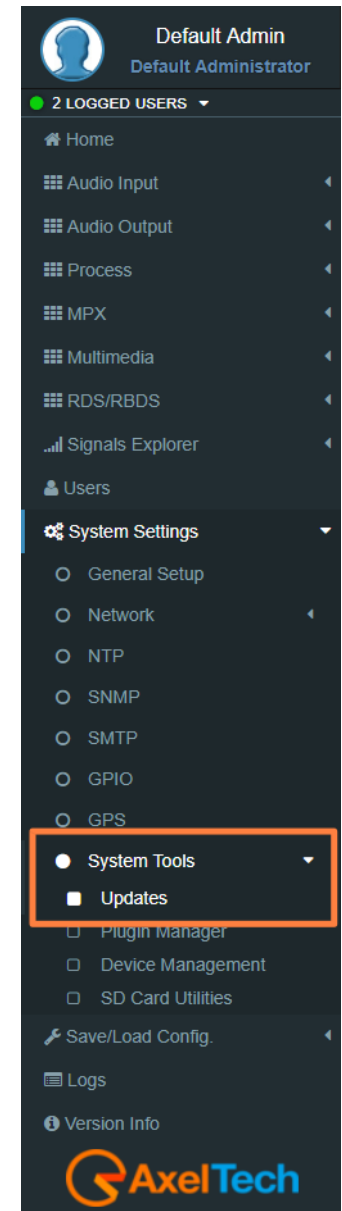 Default Admin
Default Administrator
2 LOGGED USERS
Home
Audio Input
Audio Output
Process
MPX
Multimedia
RDS/RBDS
Signals Explorer
Users
System Settings
General Setup
Network
NTP
SNMP
SMTP
GPIO
GPS
System Tools
Updates
Plugin Manager
Device Management
SD Card Utilities
Save/Load Config.
Logs
Version Info
AxelTech